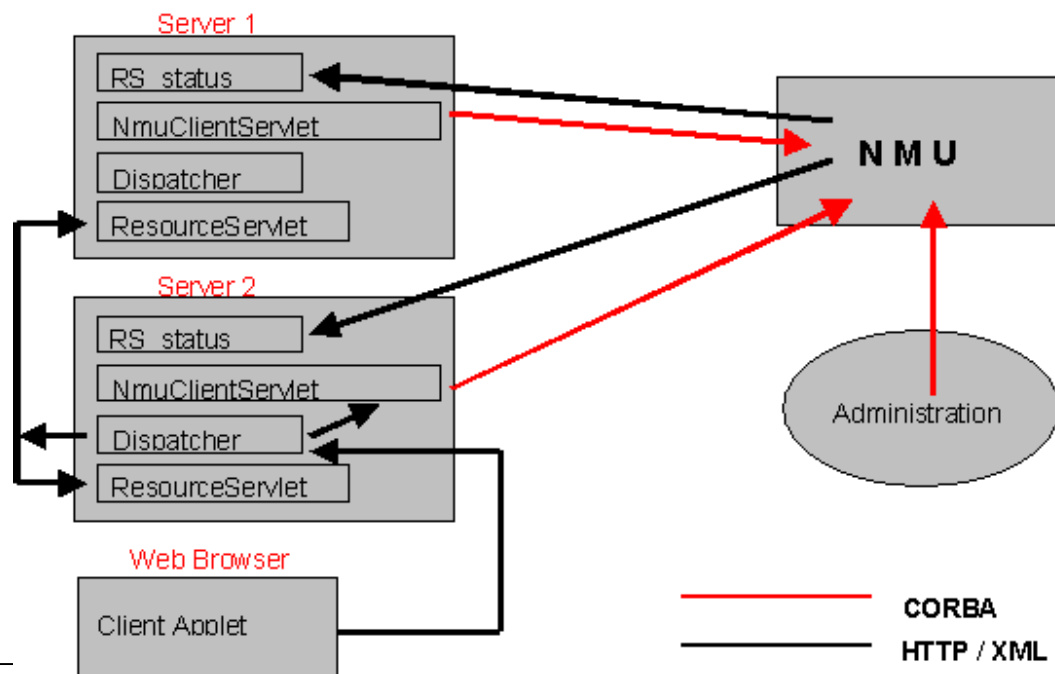 Server 1
RS_status
NmuClientServlet
Dispatcher
ResourceServlet
N M U
Server 2
RS_status
NmuClientServlet
Dispatcher
ResourceServlet
Administration
Web Browser
Client Applet
CORBA
HTTP / XML